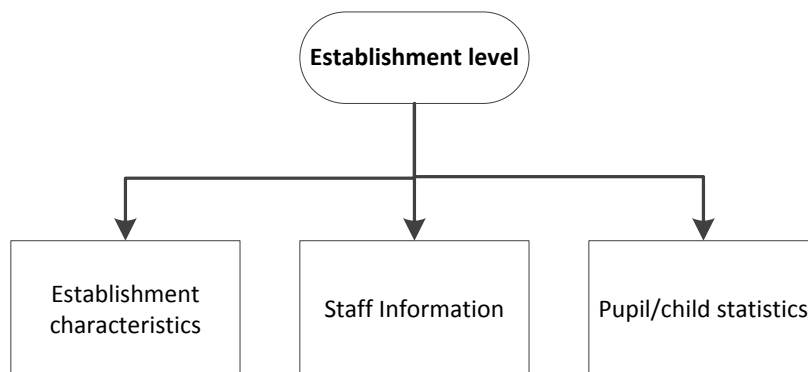 Establishment level
Establishment
characteristics
Staff Information
Pupil/child statistics